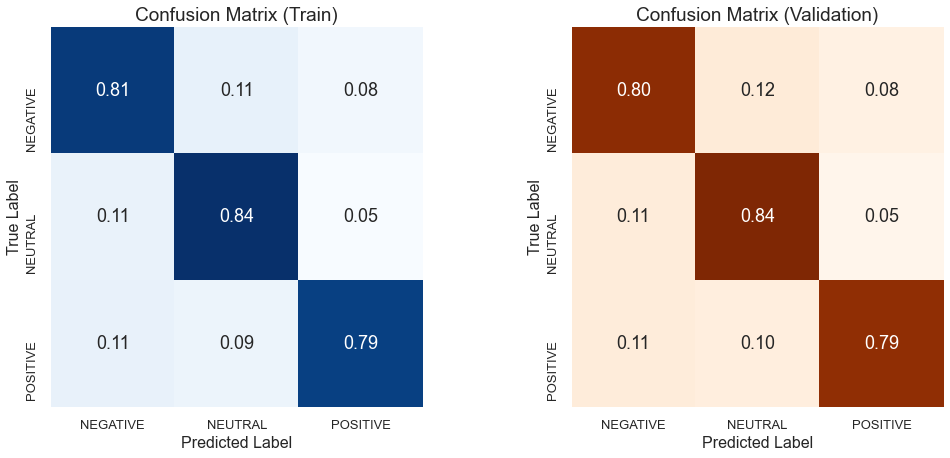 Confusion Matrix (Train)
True Label
NEGATIVE
0.81 0.11 0.08
NEUTRAL
0.11 0.84 0.05
POSITIVE
0.11 0.09 0.79
NEGATIVE NEUTRAL POSITIVE
Predicted Label
Confusion Matrix (Validation)
True Label
NEGATIVE
0.80 0.12 0.08
NEUTRAL
0.11 0.84 0.05
POSITIVE
0.11 0.10 0.79
NEGATIVE NEUTRAL POSITIVE
Predicted Label